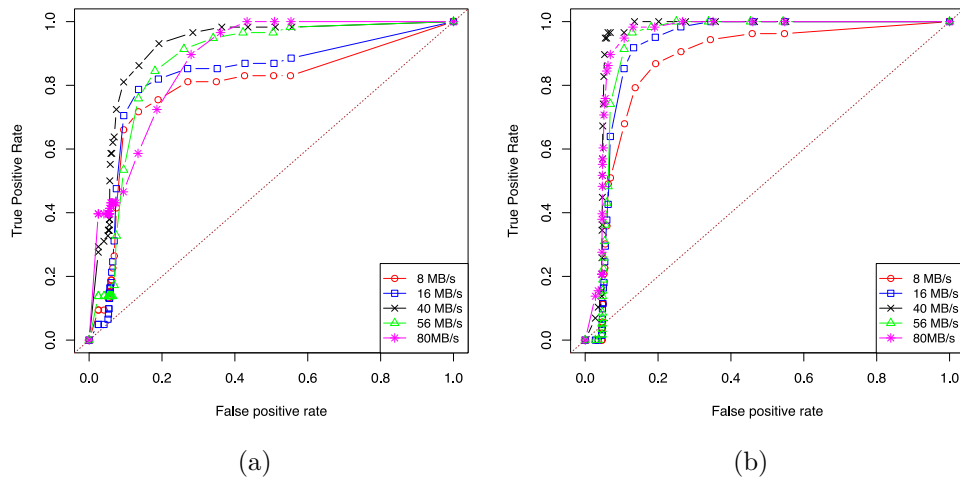 True Positive Rate
1.0
0.8
0.6
0.4
0.2
0.0
8 MB/s
16 MB/s
40 MB/s
56 MB/s
80MB/s
0.0 0.2 0.4 0.6 0.8 1.0
False positive rate
(a)
True Positive Rate
1.0
0.8
0.6
0.4
0.2
0.0
8 MB/s
16 MB/s
40 MB/s
56 MB/s
80MB/s
0.0 0.2 0.4 0.6 0.8 1.0
False positive rate
(b)